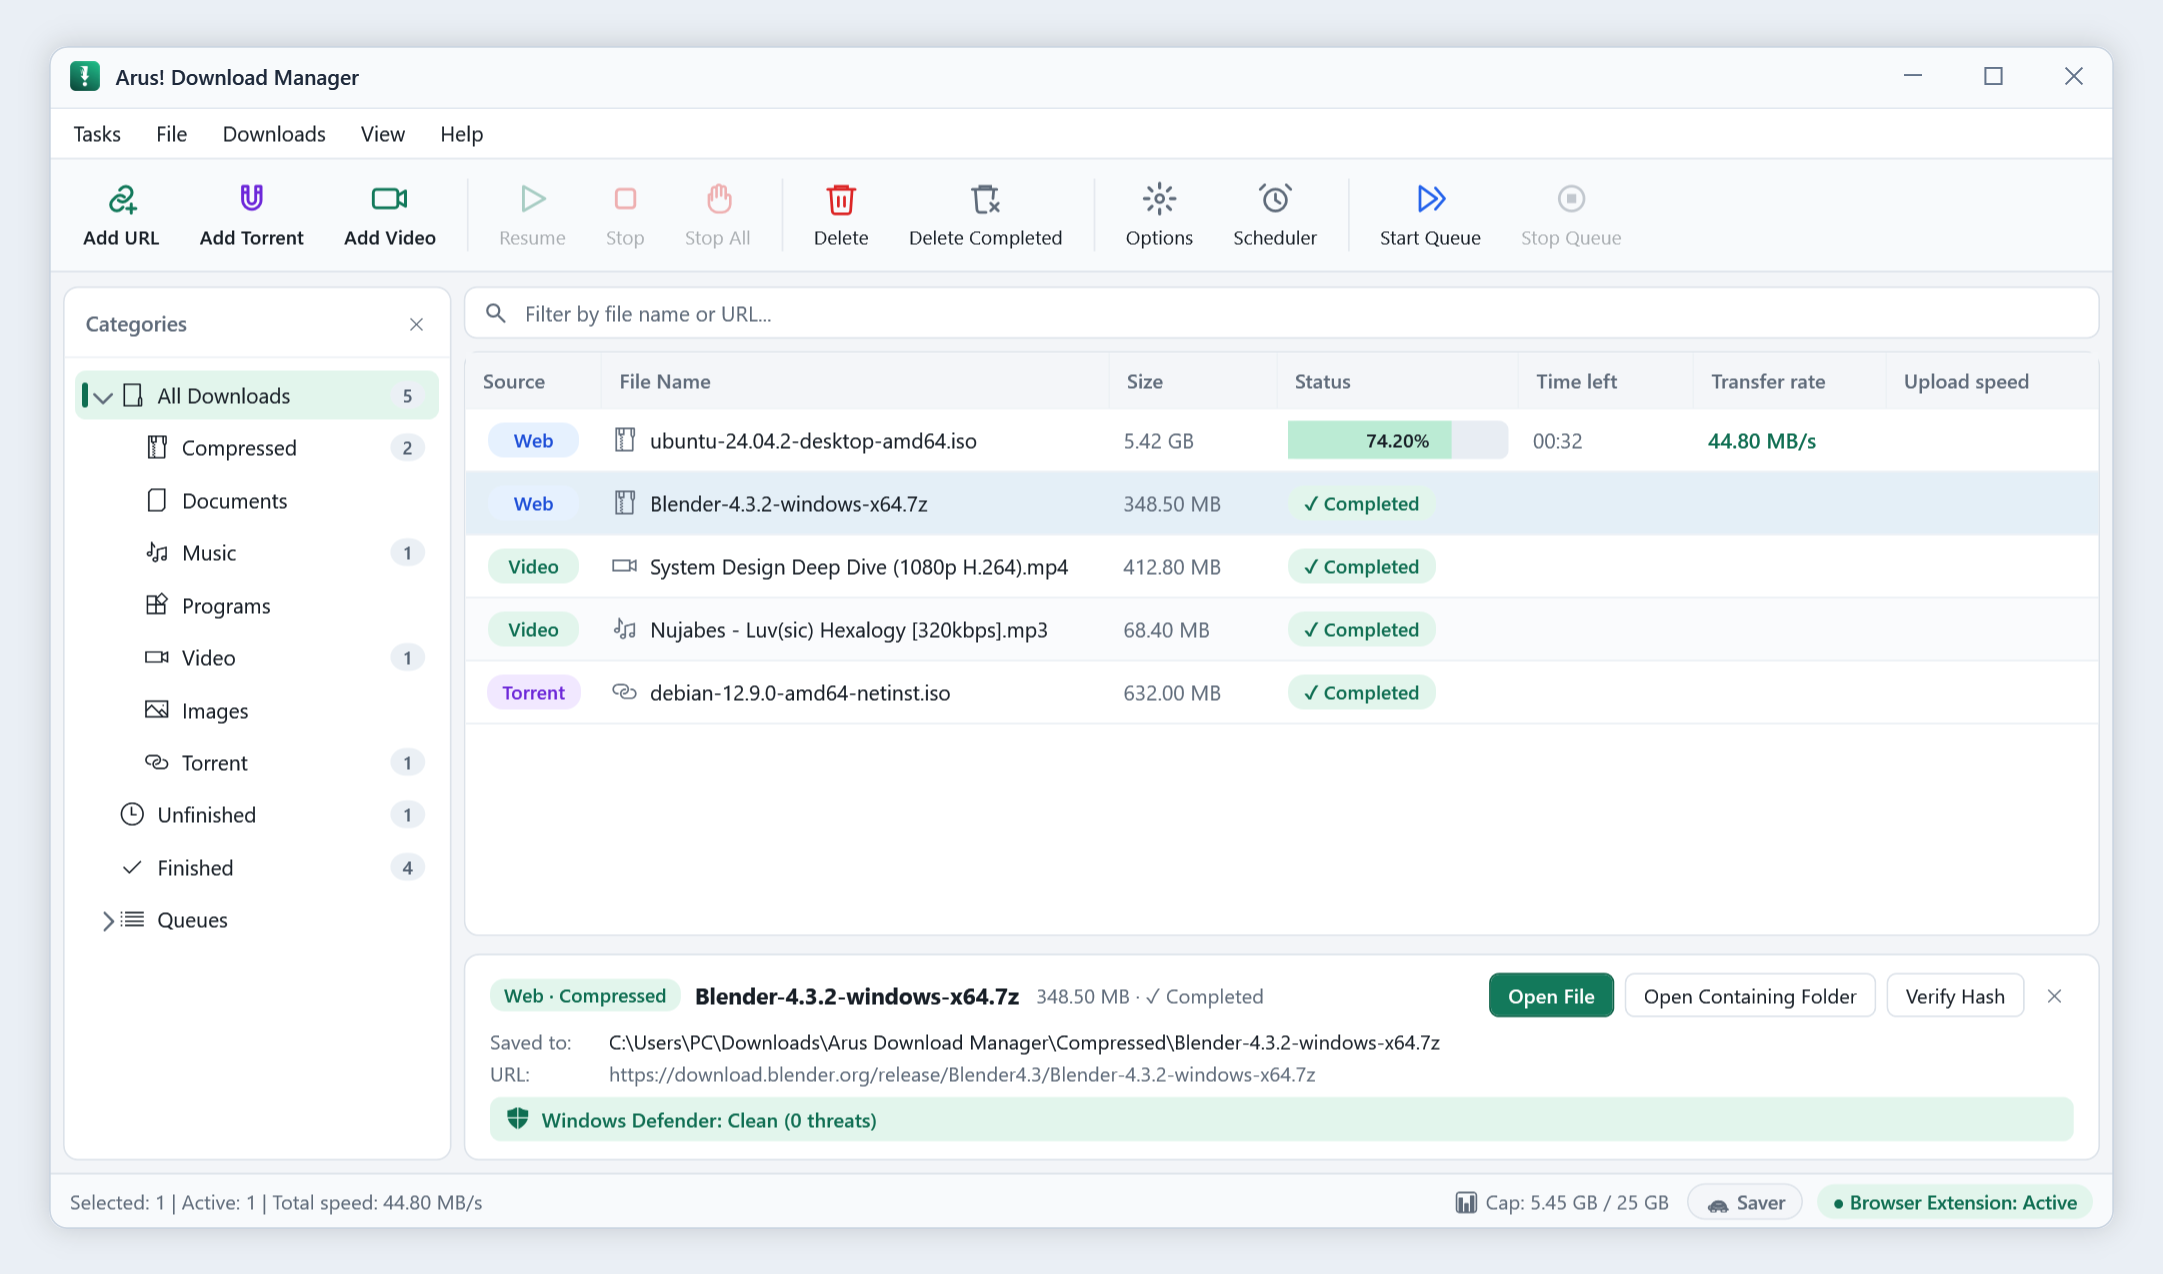 Arus! Download Manager
Tasks File Downloads View Help
Add URL Add Torrent Add Video Resume Stop Stop All Delete Delete Completed Options Scheduler Start Queue Stop Queue
Categories
All Downloads 5
Compressed 2
Documents
Music 1
Programs
Video 1
Images
Torrent 1
Unfinished 1
Finished 4
Queues
Filter by file name or URL...
Source File Name Size Status Time left Transfer rate Upload speed
Web ubuntu-24.04.2-desktop-amd64.iso 5.42 GB 74.20% 00:32 44.80 MB/s
Web Blender-4.3.2-windows-x64.7z 348.50 MB ✓ Completed
Video System Design Deep Dive (1080p H.264).mp4 412.80 MB ✓ Completed
Video Nujabes - Luv(sic) Hexalogy [320kbps].mp3 68.40 MB ✓ Completed
Torrent debian-12.9.0-amd64-netinst.iso 632.00 MB ✓ Completed
Web · Compressed Blender-4.3.2-windows-x64.7z 348.50 MB · ✓ Completed Open File Open Containing Folder Verify Hash
Saved to: C:\Users\PC\Downloads\Arus Download Manager\Compressed\Blender-4.3.2-windows-x64.7z
URL: https://download.blender.org/release/Blender4.3/Blender-4.3.2-windows-x64.7z
Windows Defender: Clean (0 threats)
Selected: 1 | Active: 1 | Total speed: 44.80 MB/s Cap: 5.45 GB / 25 GB Saver ● Browser Extension: Active